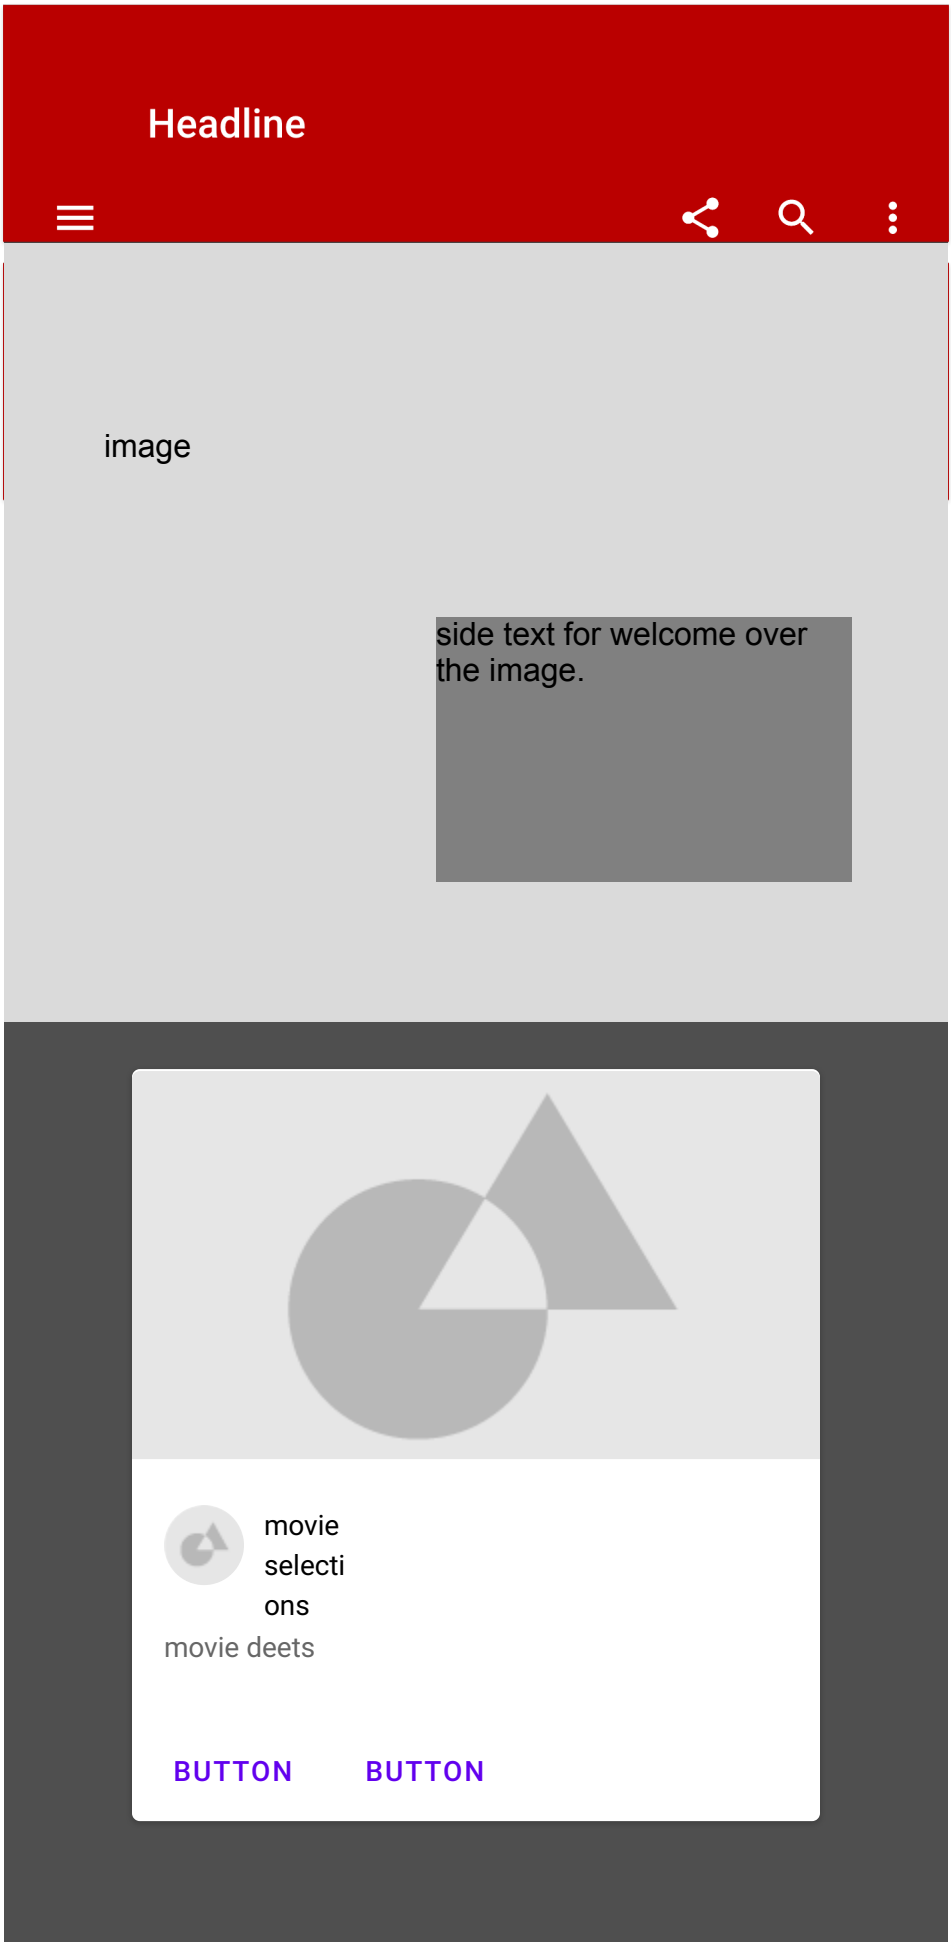 Headline
image
side text for welcome over
the image.
movie
selecti
ons
movie deets
BUTTON BUTTON